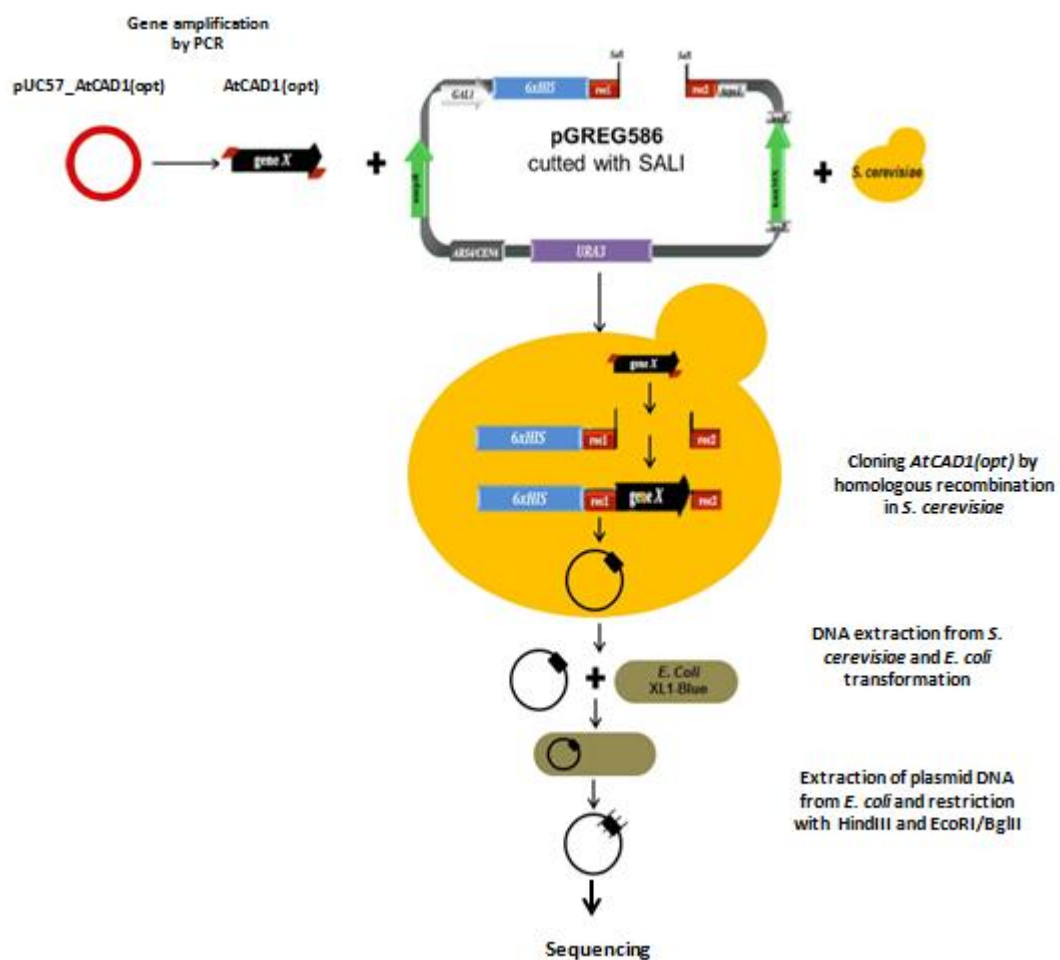 Gene amplification
by PCR
pUC57_AtCAD1(opt)
AtCAD1(opt)
gene X
GAL1
6xHIS
rec1
SalI
SalI
rec2
pGREG586
cutted with SALI
ARS4/CEN6
URA3
S. cerevisiae
gene X
6xHIS
rec1
rec2
6xHIS
rec1
gene X
rec2
Cloning AtCAD1(opt) by
homologous recombination
in S. cerevisiae
DNA extraction from S.
cerevisiae and E. coli
transformation
E. Coli
XL1-Blue
Extraction of plasmid DNA
from E. coli and restriction
with HindIII and EcoRI/BglII
Sequencing